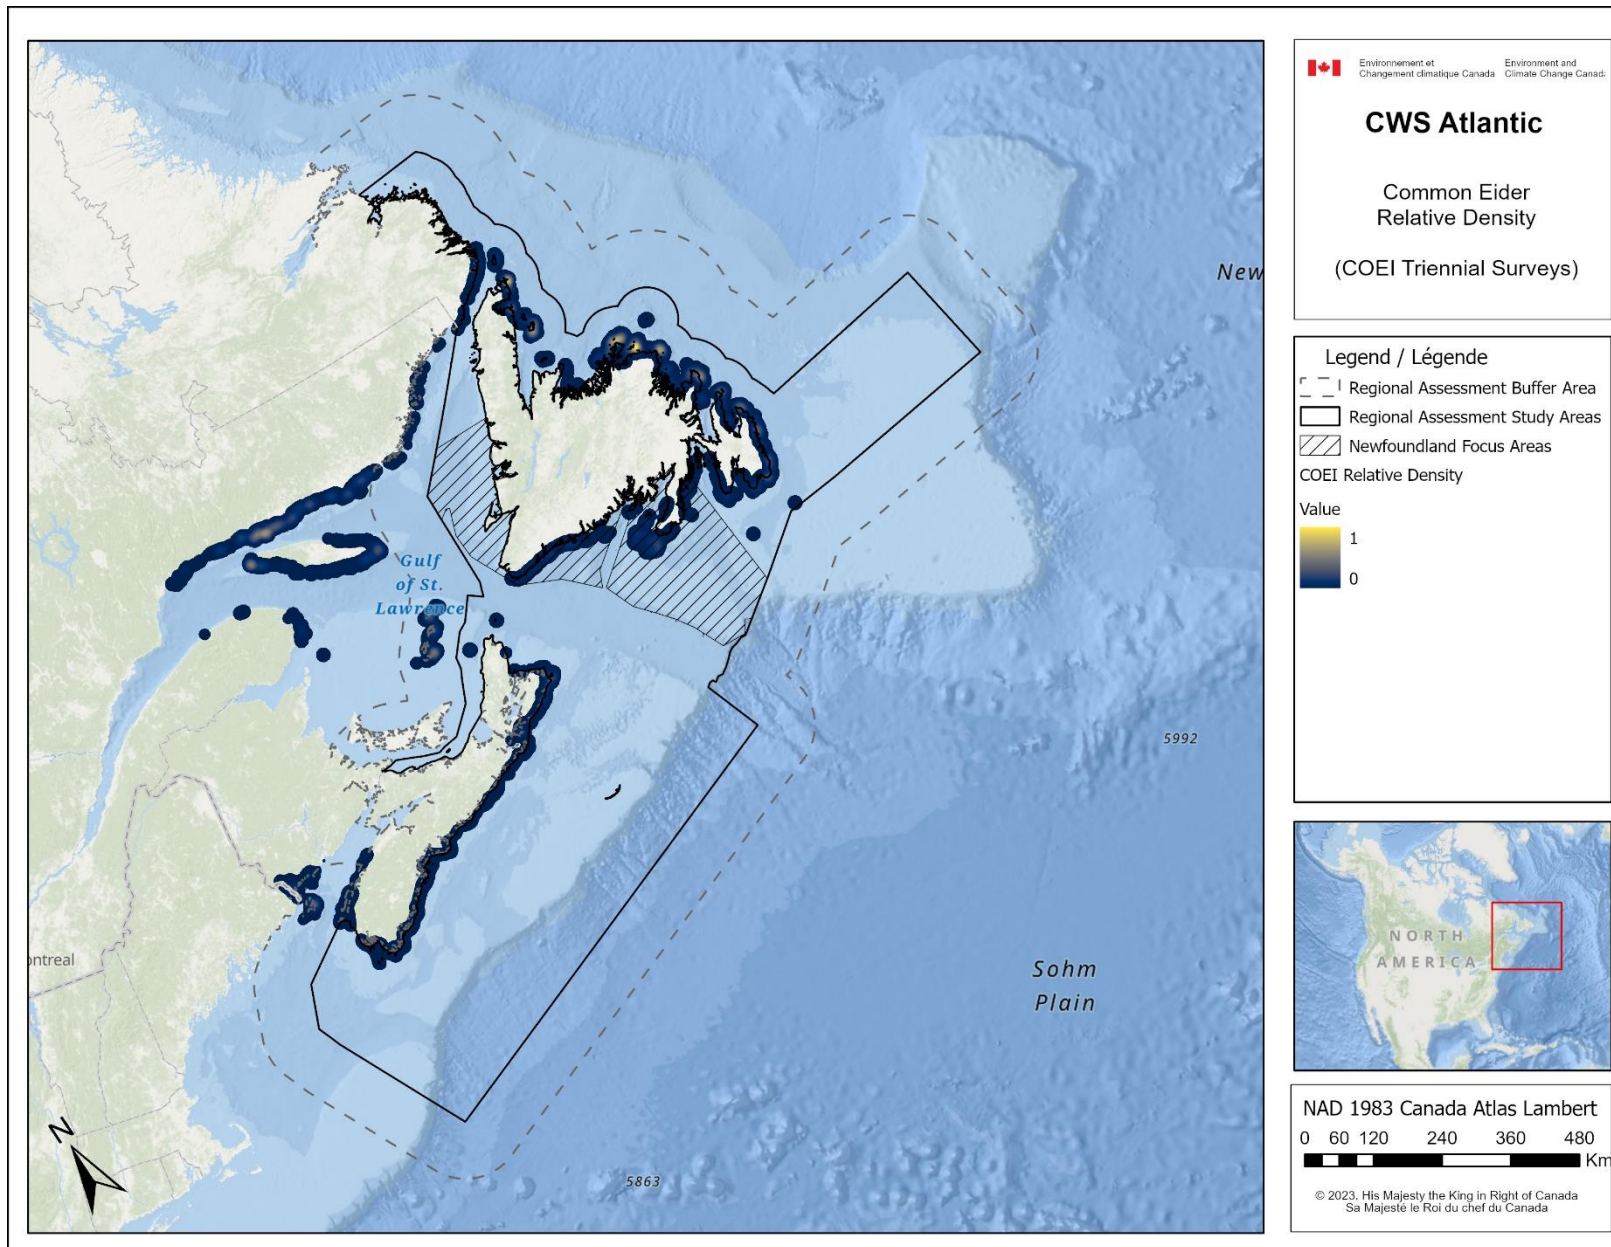 Environnement et
Changement climatique Canada
Environment and
Climate Change Canada
CWS Atlantic
Common Eider
Relative Density
(COEI Triennial Surveys)
Legend / Légende
Regional Assessment Buffer Area
Regional Assessment Study Areas
Newfoundland Focus Areas
COEI Relative Density
Value
1
0
New
Gulf
of St.
Lawrence
5992
ontreal
Sohm
Plain
5863
N
NORTH
AMERICA
NAD 1983 Canada Atlas Lambert
0 60 120 240 360 480
Km
© 2023. His Majesty the King in Right of Canada
Sa Majesté le Roi du chef du Canada